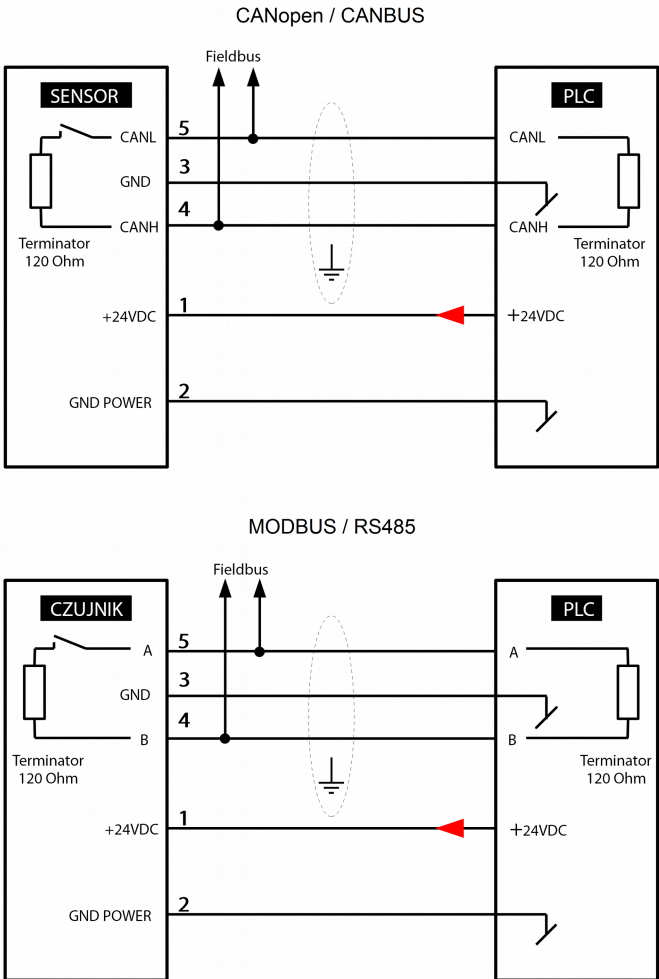 CANopen / CANBUS
Fieldbus
SENSOR
PLC
CANL
5
CANL
3
GND
4
CANH
CANH
Terminator
120 Ohm
Terminator
120 Ohm
+24VDC
1
+24VDC
GND POWER
2
MODBUS / RS485
Fieldbus
CZUJNIK
PLC
A
5
A
GND
3
4
B
B
Terminator
120 Ohm
Terminator
120 Ohm
+24VDC
1
+24VDC
GND POWER
2